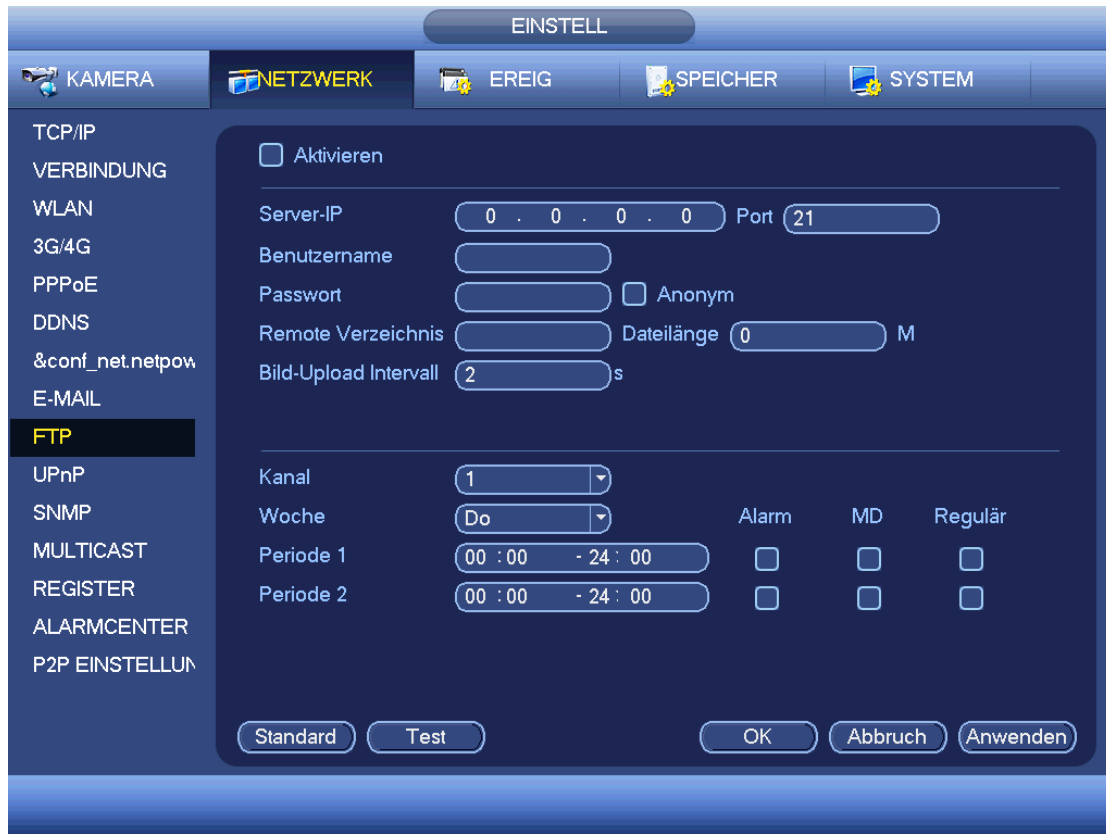 EINSTELL
KAMERA NETZWERK EREIG SPEICHER SYSTEM
TCP/IP
VERBINDUNG
WLAN
3G/4G
PPPoE
DDNS
&conf_net.netpow
E-MAIL
FTP
UPnP
SNMP
MULTICAST
REGISTER
ALARMCENTER
P2P EINSTELLUN
Aktivieren
Server-IP 0 . 0 . 0 . 0 Port 21
Benutzername
Passwort Anonym
Remote Verzeichnis Dateilänge 0 M
Bild-Upload Intervall 2 s
Kanal 1
Woche Do Alarm MD Regulär
Periode 1 00 :00 - 24 : 00
Periode 2 00 :00 - 24 : 00
Standard Test OK Abbruch Anwenden